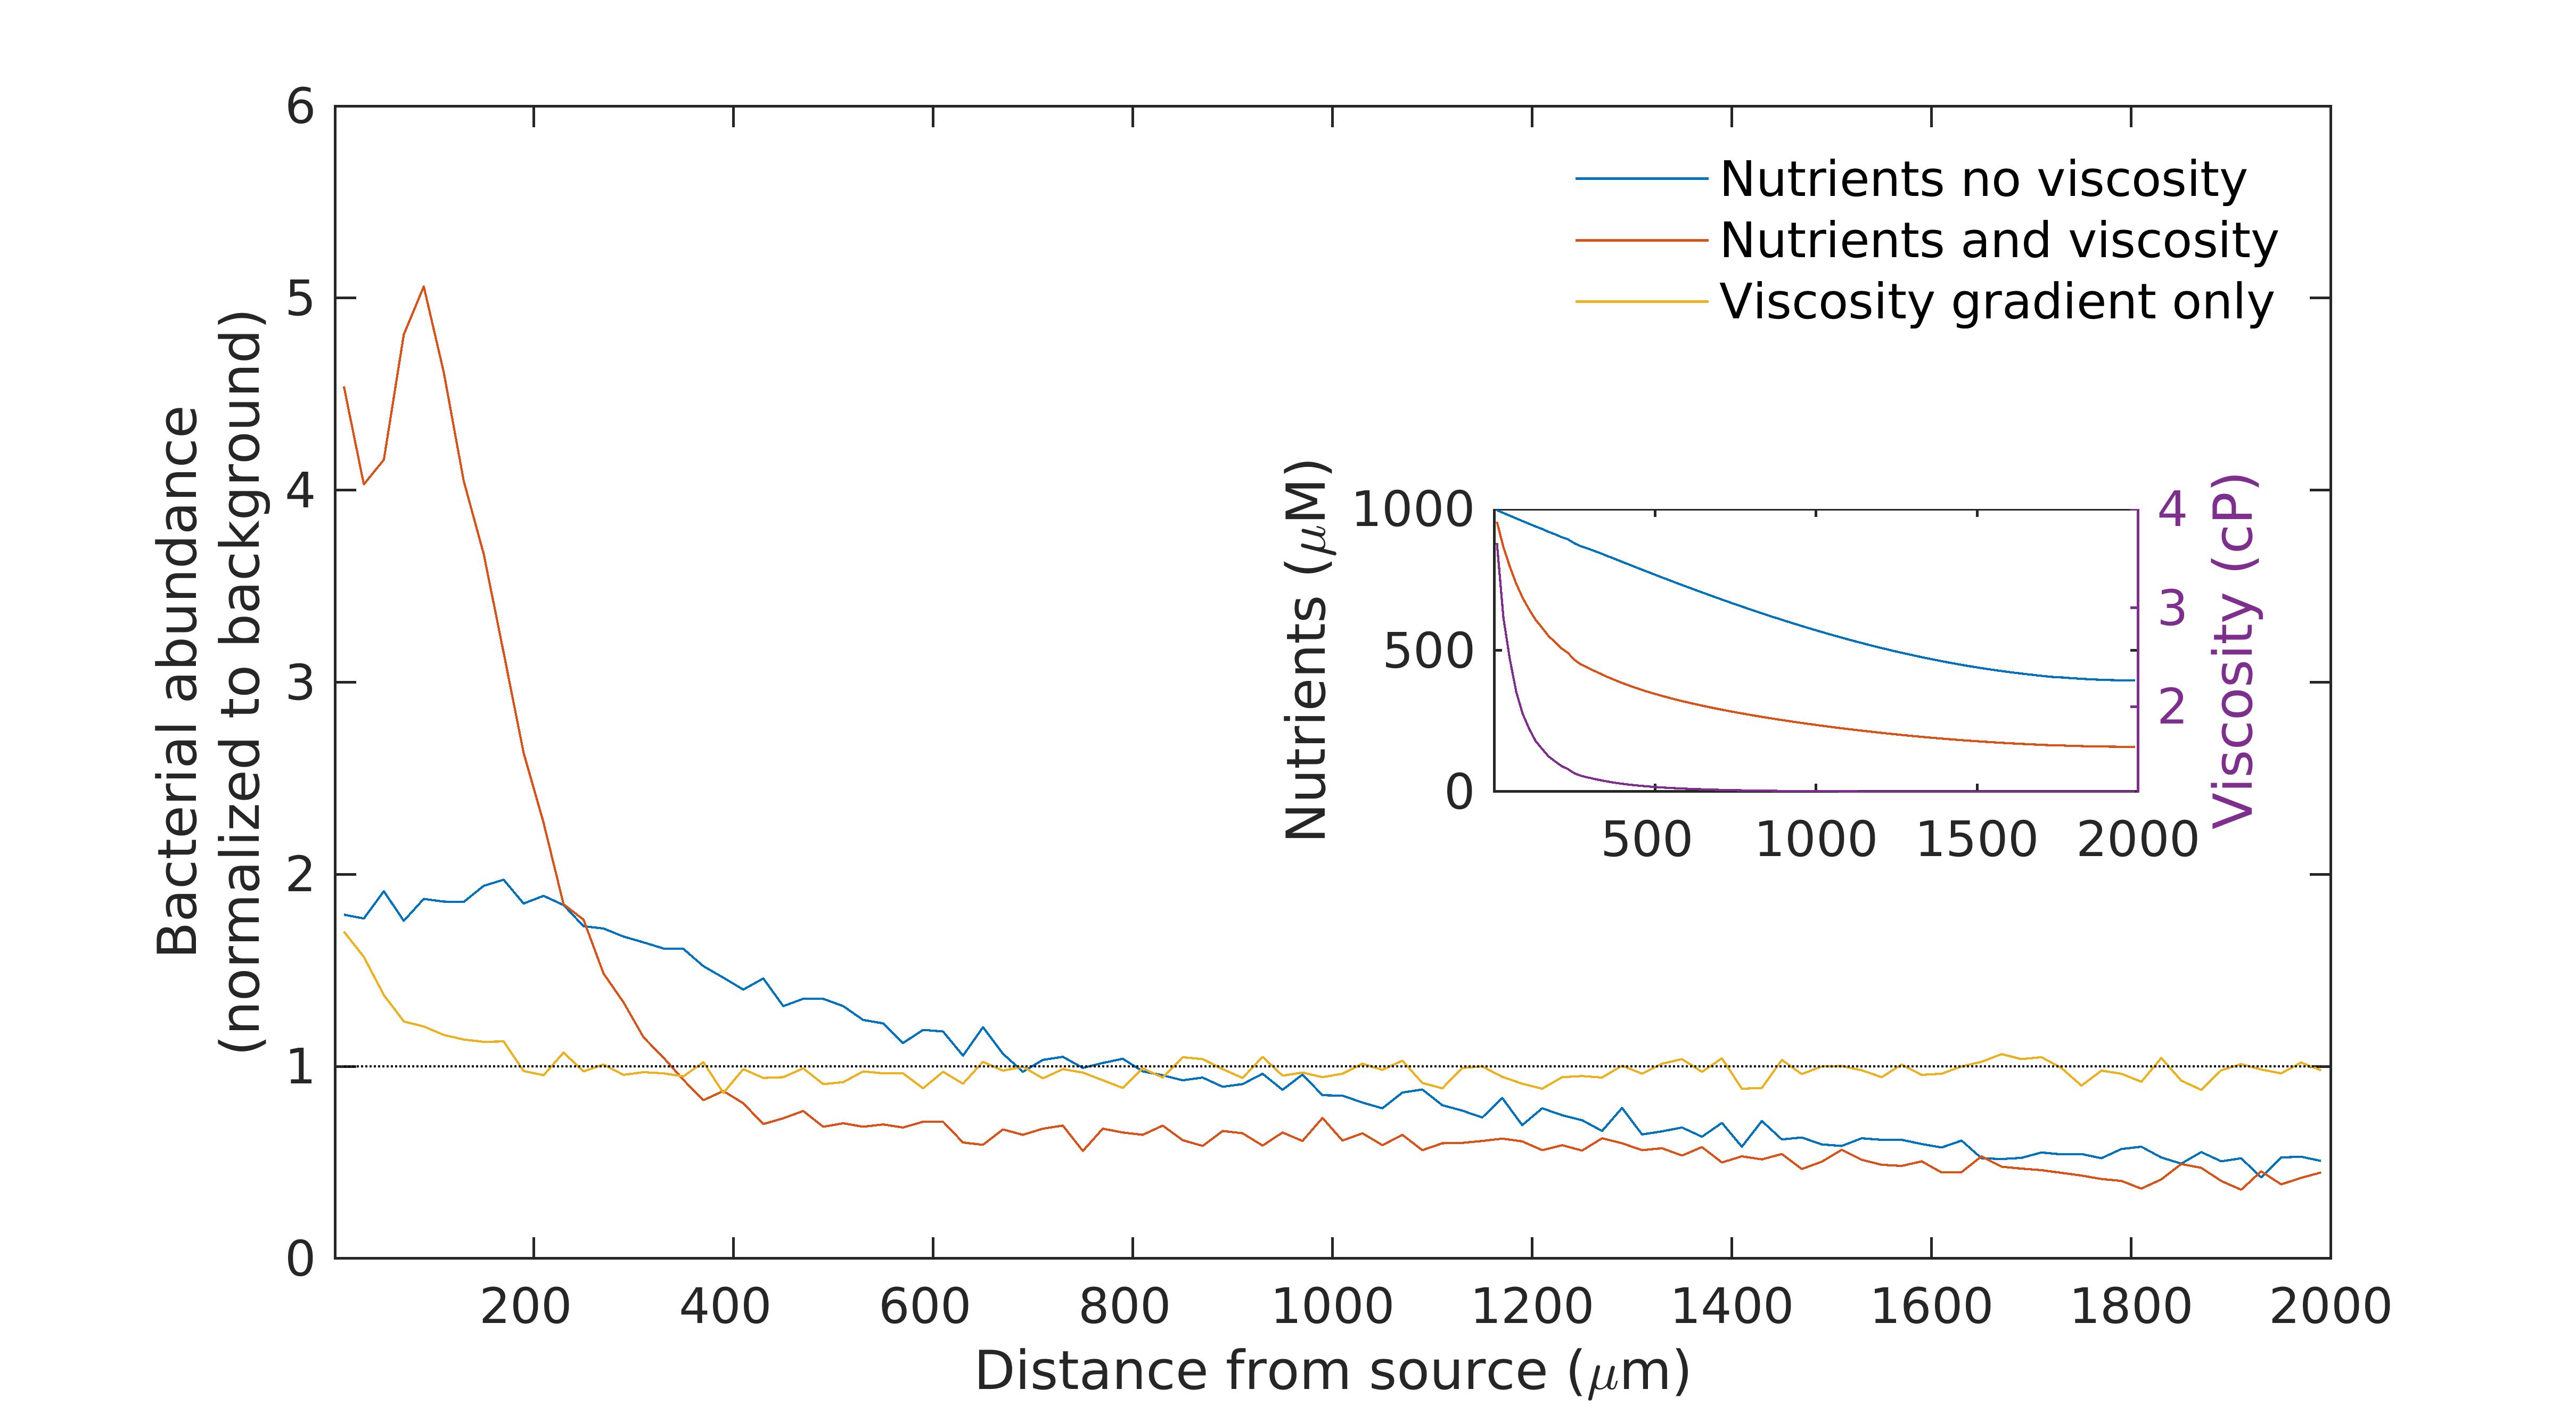 Bacterial abundance
(normalized to background)
6
5
4
3
2
1
0
Nutrients no viscosity
Nutrients and viscosity
Viscosity gradient only
Nutrients (μM)
1000
500
0
4
3
2
Viscosity (cP)
500 1000 1500 2000
200 400 600 800 1000 1200 1400 1600 1800 2000
Distance from source (μm)